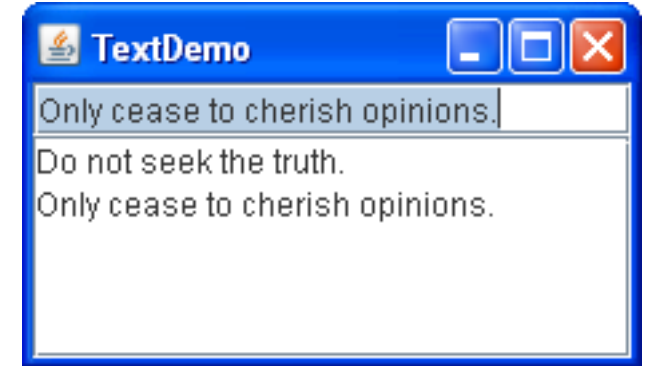 TextDemo
Only cease to cherish opinions.
Do not seek the truth.
Only cease to cherish opinions.